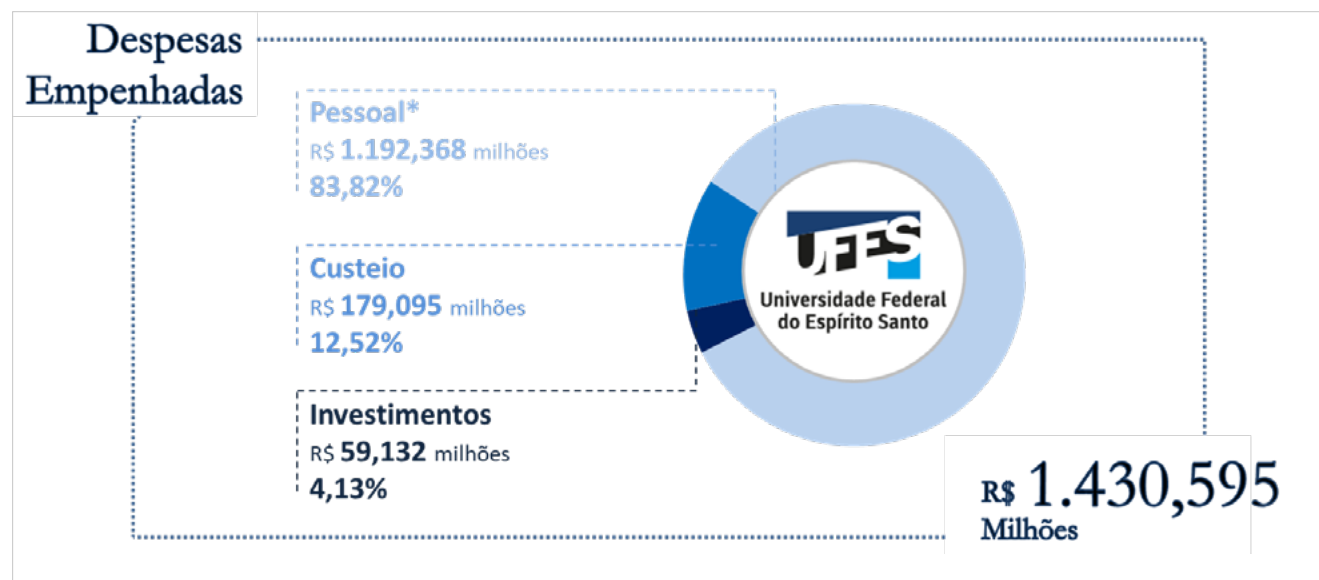 Despesas
Empenhadas
Pessoal*
R$ 1.192,368 milhões
83,82%
Custeio
R$ 179,095 milhões
12,52%
Investimentos
R$ 59,132 milhões
4,13%
UFES
Universidade Federal
do Espírito Santo
R$ 1.430,595
Milhões